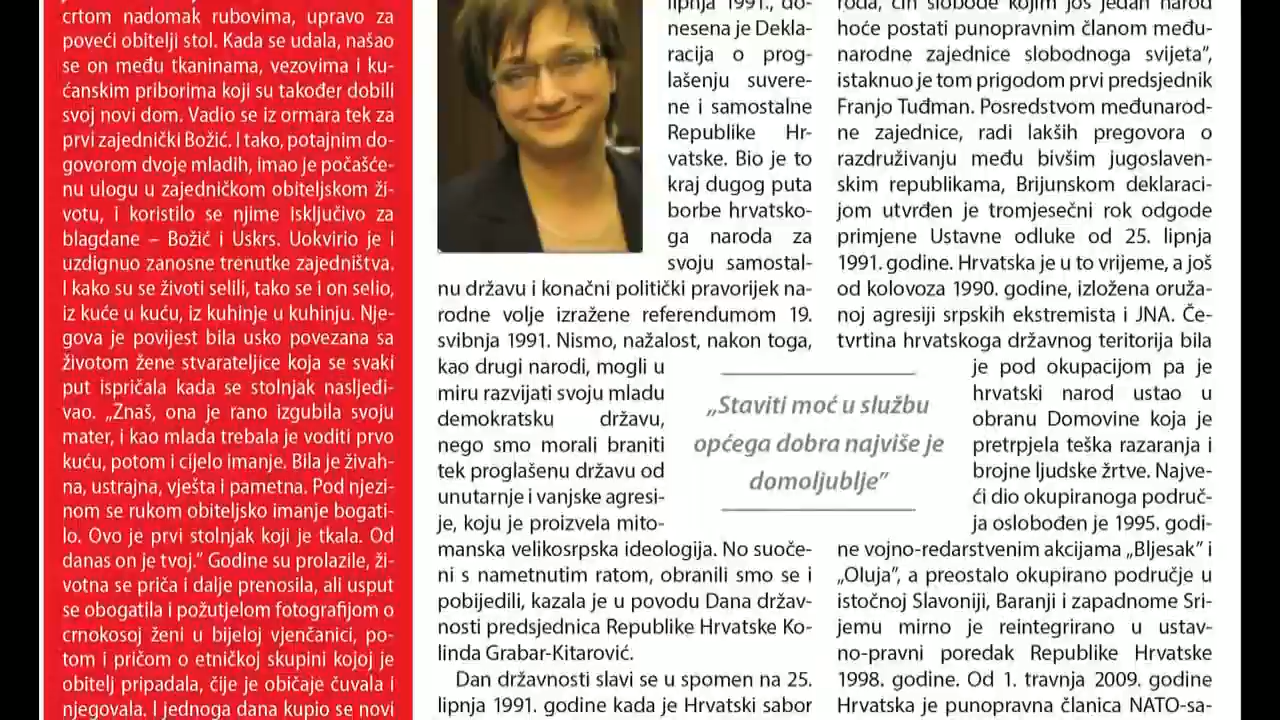 crtom nadomak rubovima, upravo za
poveći obitelji stol. Kada se udala, našao
se on među tkaninama, vezovima i ku-
ćanskim priborima koji su također dobili
svoj novi dom. Vadio se iz ormara tek za
prvi zajednički Božić. I tako, potajnim do-
govorom dvoje mladih, imao je počašće-
nu ulogu u zajedničkom obiteljskom ži-
votu, i koristilo se njime isključivo za
blagdane – Božić i Uskrs. Uokvirio je i
uzdignuo zanosne trenutke zajedništva.
I kako su se životi selili, tako se i on selio,
iz kuće u kuću, iz kuhinje u kuhinju. Nje-
gova je povijest bila usko povezana sa
životom žene stvarateljice koja se svaki
put ispričala kada se stolnjak nasljeđi-
vao. „Znaš, ona je rano izgubila svoju
mater, i kao mlada trebala je voditi prvo
kuću, potom i cijelo imanje. Bila je živah-
na, ustrajna, vješta i pametna. Pod njezi-
nom se rukom obiteljsko imanje bogati-
lo. Ovo je prvi stolnjak koji je tkala. Od
danas on je tvoj.“ Godine su prolazile, ži-
votna se priča i dalje prenosila, ali usput
se obogatila i požutjelom fotografijom o
crnokosoj ženi u bijeloj vjenčanici, po-
tom i pričom o etničkoj skupini kojoj je
obitelj pripadala, čije je običaje čuvala i
njegovala. I jednoga dana kupio se novi
lipnja 1991., do-
nesena je Dekla-
racija o prog-
lašenju suvere-
ne i samostalne
Republike Hr-
vatske. Bio je to
kraj dugog puta
borbe hrvatsko-
ga naroda za
svoju samostal-
nu državu i konačni politički pravorijek na-
rodne volje izražene referendumom 19.
svibnja 1991. Nismo, nažalost, nakon toga,
kao drugi narodi, mogli u
miru razvijati svoju mladu
demokratsku državu,
nego smo morali braniti
tek proglašenu državu od
unutarnje i vanjske agresi-
je, koju je proizvela mito-
manska velikosrpska ideologija. No suoče-
ni s nametnutim ratom, obranili smo se i
pobijedili, kazala je u povodu Dana držav-
nosti predsjednica Republike Hrvatske Ko-
linda Grabar-Kitarović.
Dan državnosti slavi se u spomen na 25.
lipnja 1991. godine kada je Hrvatski sabor
„Staviti moć u službu
općega dobra najviše je
domoljublje”
roda, čin slobode kojim još jedan narod
hoće postati punopravnim članom među-
narodne zajednice slobodnoga svijeta”,
istaknuo je tom prigodom prvi predsjednik
Franjo Tuđman. Posredstvom međunarod-
ne zajednice, radi lakših pregovora o
razdruživanju među bivšim jugoslaven-
skim republikama, Brijunskom deklaraci-
jom utvrđen je tromjesečni rok odgode
primjene Ustavne odluke od 25. lipnja
1991. godine. Hrvatska je u to vrijeme, a još
od kolovoza 1990. godine, izložena oruža-
noj agresiji srpskih ekstremista i JNA. Če-
tvrtina hrvatskoga državnog teritorija bila
je pod okupacijom pa je
hrvatski narod ustao u
obranu Domovine koja je
pretrpjela teška razaranja i
brojne ljudske žrtve. Najve-
ći dio okupiranoga područ-
ja oslobođen je 1995. godi-
ne vojno-redarstvenim akcijama „Bljesak” i
„Oluja”, a preostalo okupirano područje u
istočnoj Slavoniji, Baranji i zapadnome Sri-
jemu mirno je reintegrirano u ustav-
no-pravni poredak Republike Hrvatske
1998. godine. Od 1. travnja 2009. godine
Hrvatska je punopravna članica NATO-sa-